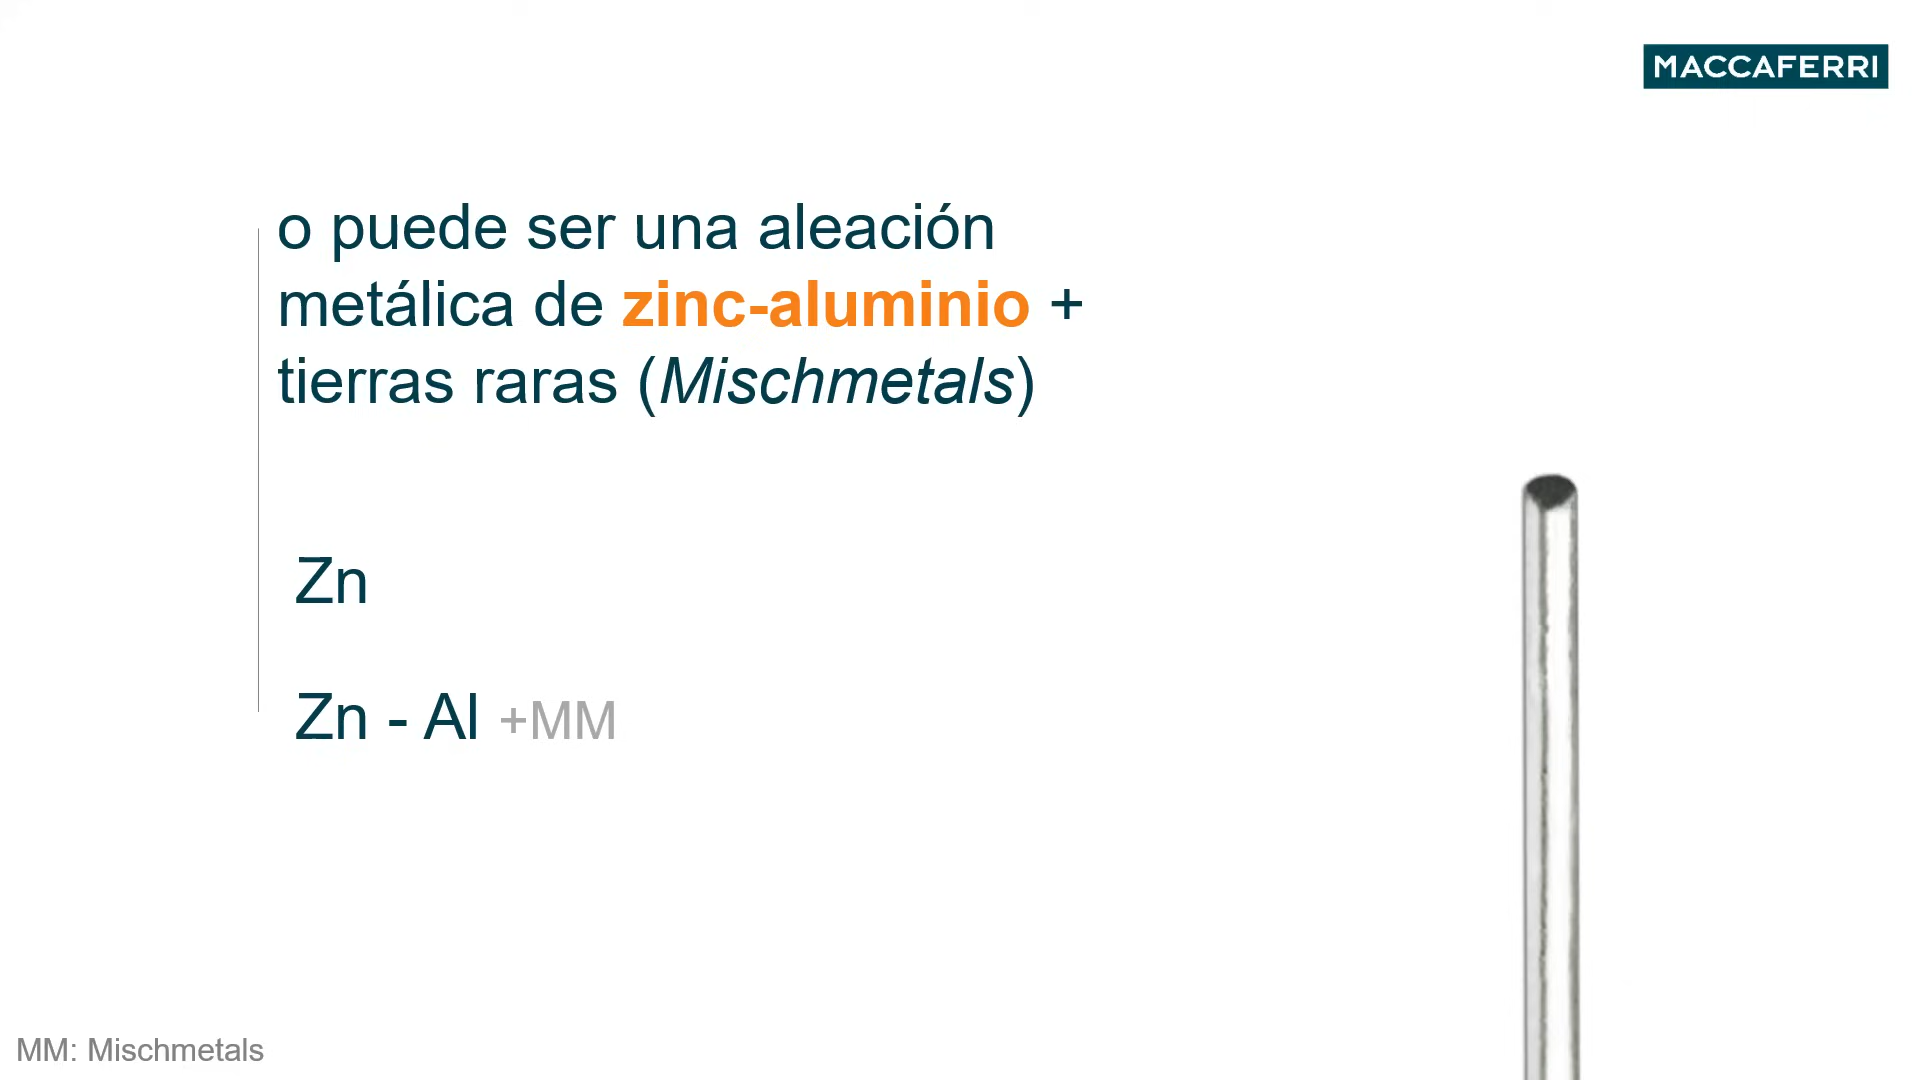 MACCAFERRI
o puede ser una aleación
metálica de zinc-aluminio +
tierras raras (Mischmetals)
Zn
Zn - Al +MM
MM: Mischmetals